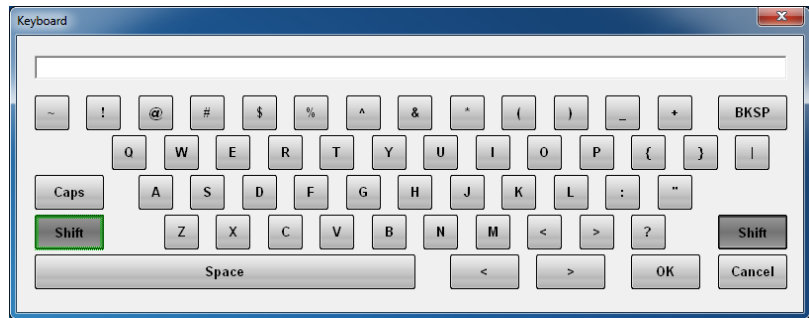 Keyboard
~ ! @ # $ % ^ & * ( ) _ + BKSP
Q W E R T Y U I O P { } |
Caps A S D F G H J K L : "
Shift Z X C V B N M < > ? Shift
Space < > OK Cancel